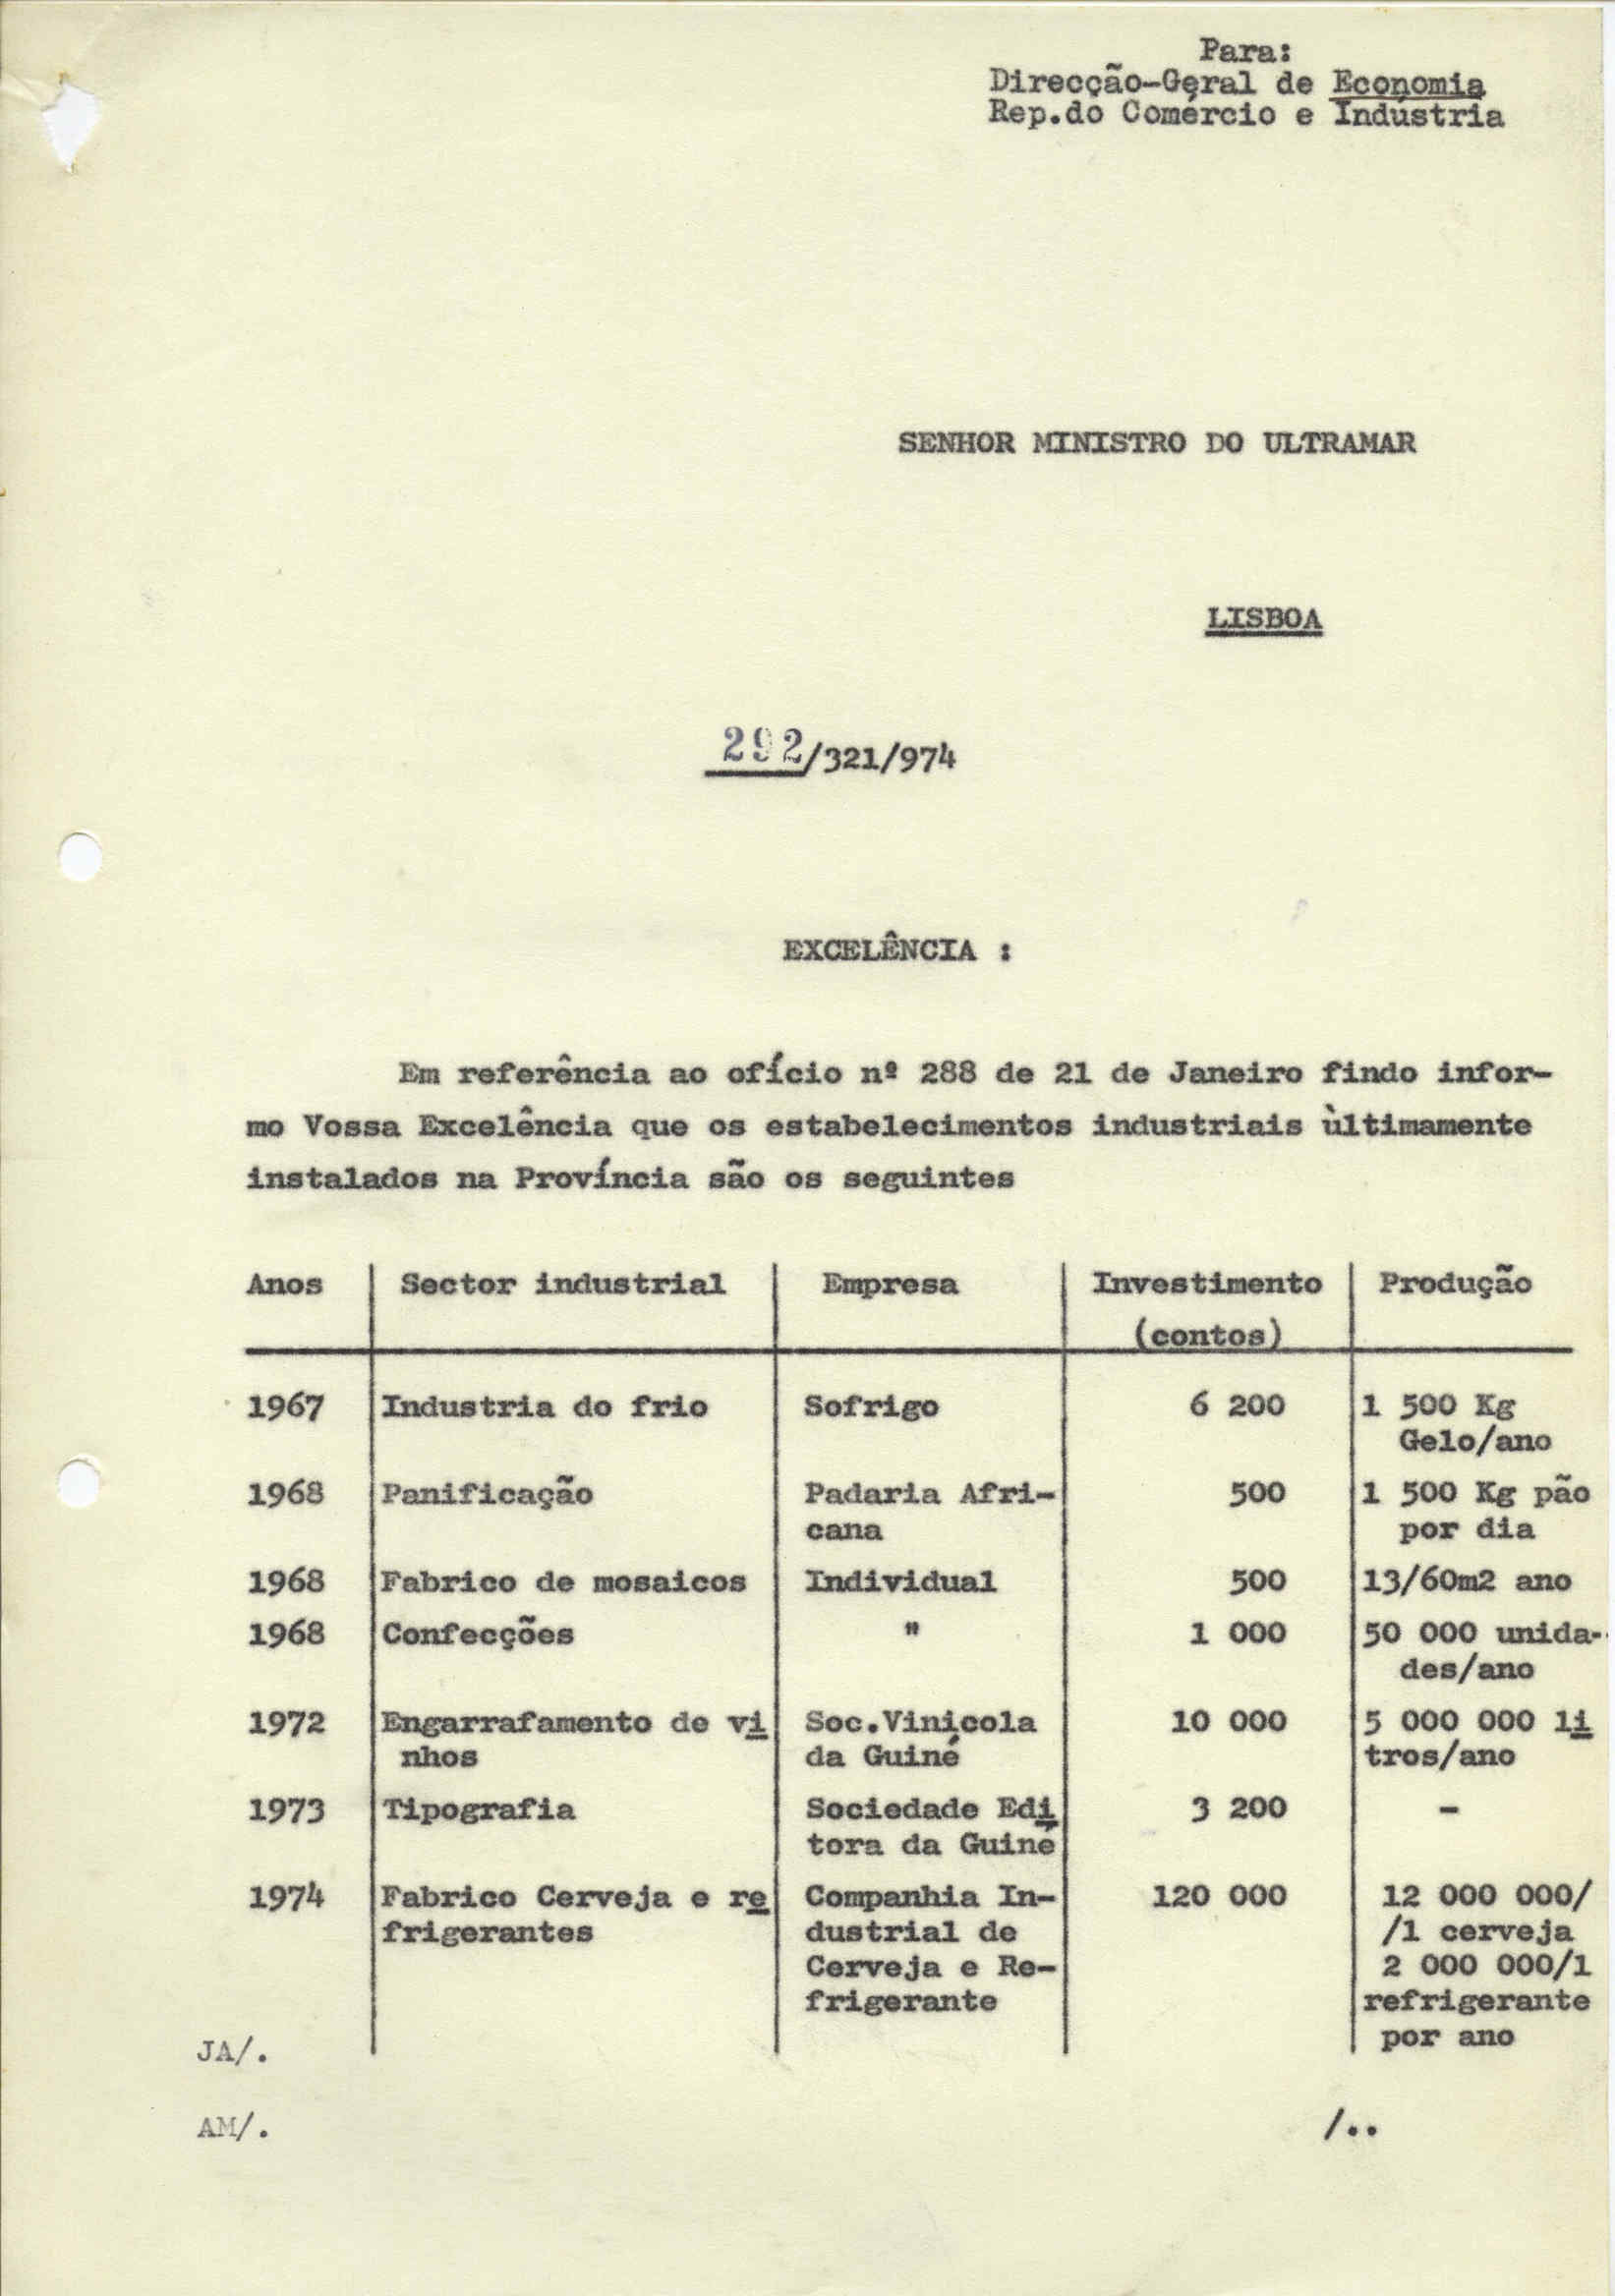 Para:
Direcção-Geral de Economia
Rep.do Comércio e Indústria
SENHOR MINISTRO DO ULTRAMAR
LISBOA
292/321/974
EXCELÊNCIA :
Em referência ao ofício nº 288 de 21 de Janeiro findo infor-
mo Vossa Excelência que os estabelecimentos industriais ùltimamente
instalados na Província são os seguintes
Anos Sector industrial Empresa Investimento Produção
(contos)
1967 Industria do frio Sofrigo 6 200 1 500 Kg
Gelo/ano
1968 Panificação Padaria Afri- 500 1 500 Kg pão
cana por dia
1968 Fabrico de mosaicos Individual 500 13/60m2 ano
1968 Confecções " 1 000 50 000 unida-
des/ano
1972 Engarrafamento de vi Soc.Vinicola 10 000 5 000 000 li
nhos da Guiné tros/ano
1973 Tipografia Sociedade Edi 3 200 -
tora da Guiné
1974 Fabrico Cerveja e re Companhia In- 120 000 12 000 000/
frigerantes dustrial de /l cerveja
Cerveja e Re- 2 000 000/l
frigerante refrigerante
por ano
JA/.
AM/.
/..